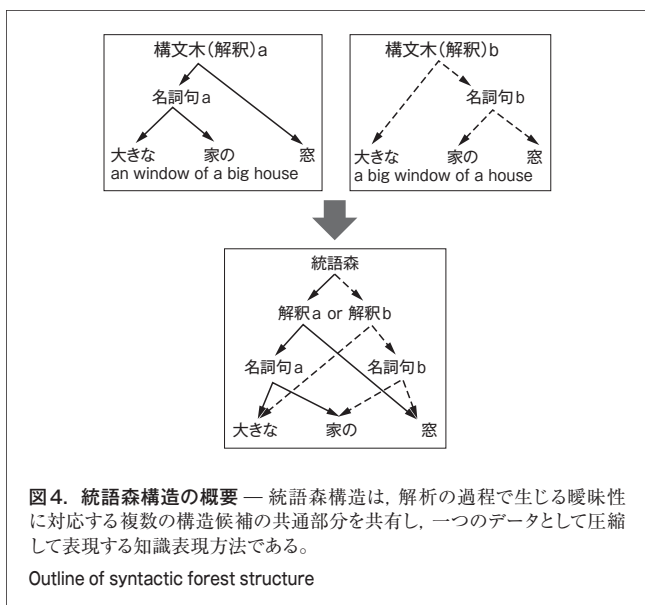 構文木(解釈)a
名詞句a
大きな 家の 窓
an window of a big house
構文木(解釈)b
名詞句b
大きな 家の 窓
a big window of a house
統語森
解釈a or 解釈b
名詞句a 名詞句b
大きな 家の 窓
図4. 統語森構造の概要 — 統語森構造は，解析の過程で生じる曖昧性
に対応する複数の構造候補の共通部分を共有し，一つのデータとして圧縮
して表現する知識表現方法である。
Outline of syntactic forest structure